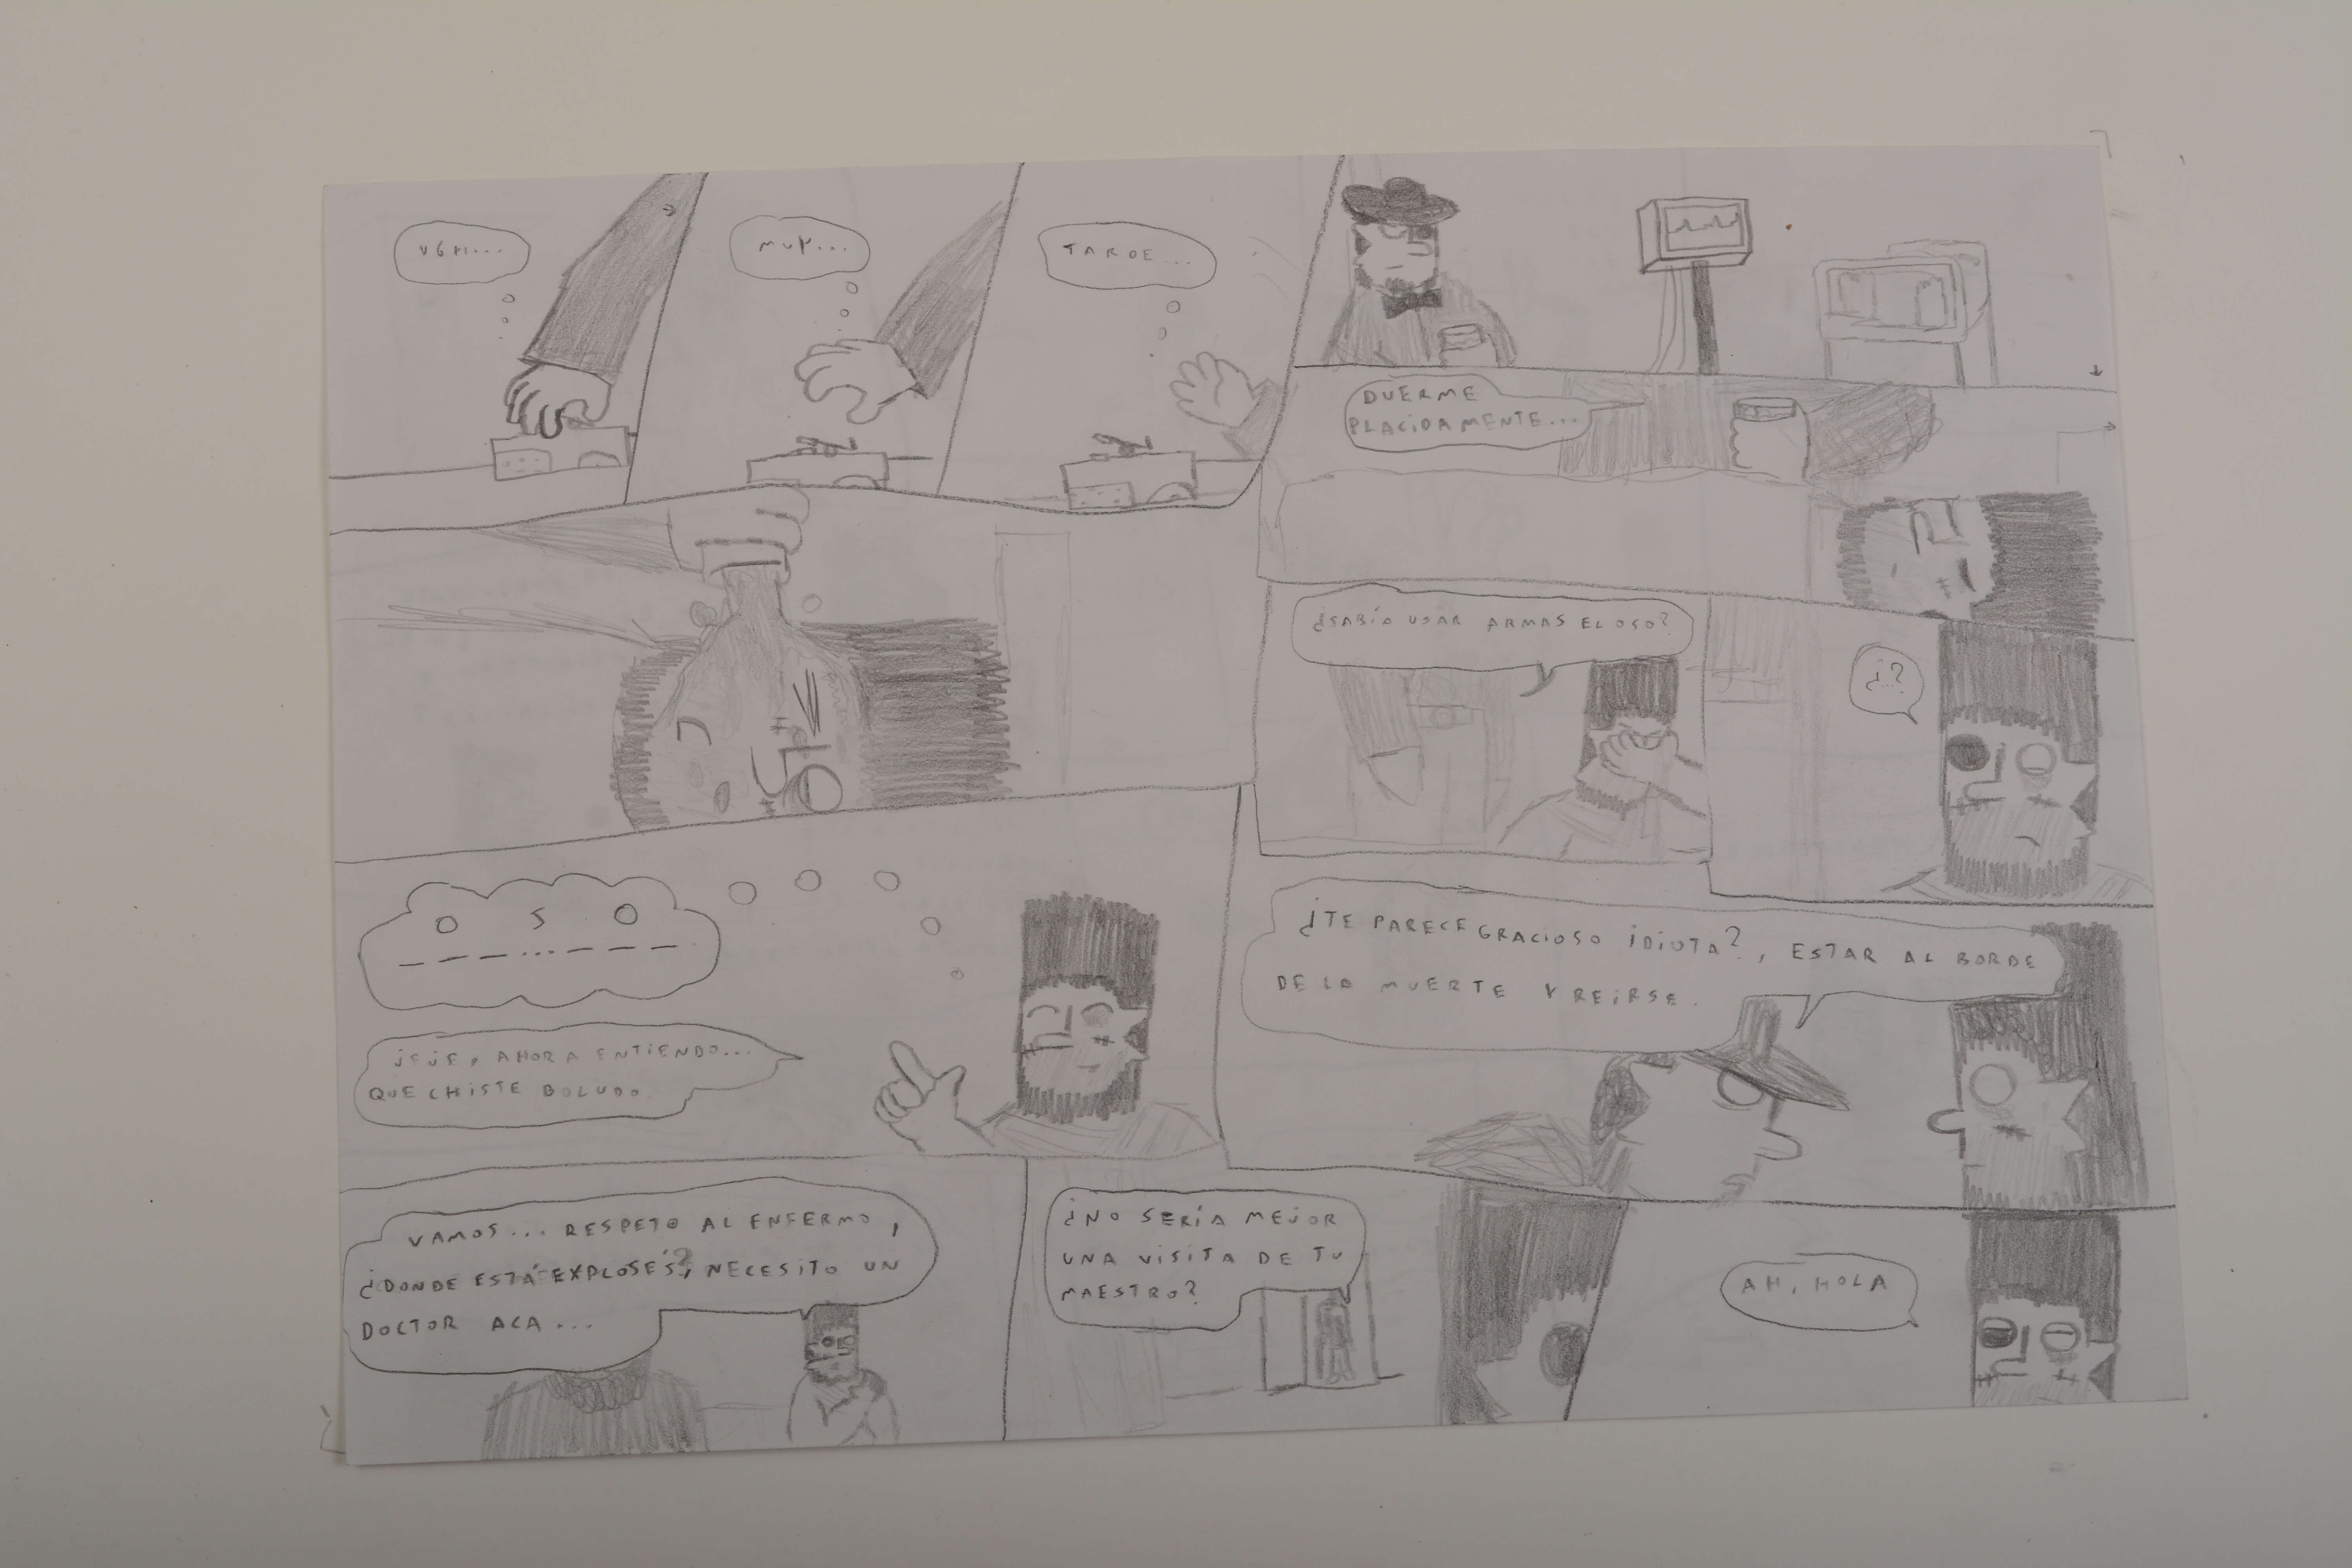 UGH...
MUY...
TARDE...
DUERME
PLACIDAMENTE...
¿SABÍA USAR ARMAS EL OSO?
¿...?
O S O
_ _ _ ... _ _ _
JEJE, AHORA ENTIENDO...
QUE CHISTE BOLUDO.
¿TE PARECE GRACIOSO IDIOTA?, ESTAR AL BORDE
DE LA MUERTE Y REIRSE.
VAMOS... RESPETO AL ENFERMO,
¿DONDE ESTÁ EXPLOSÉS?, NECESITO UN
DOCTOR ACA...
¿NO SERÍA MEJOR
UNA VISITA DE TU
MAESTRO?
AH, HOLA